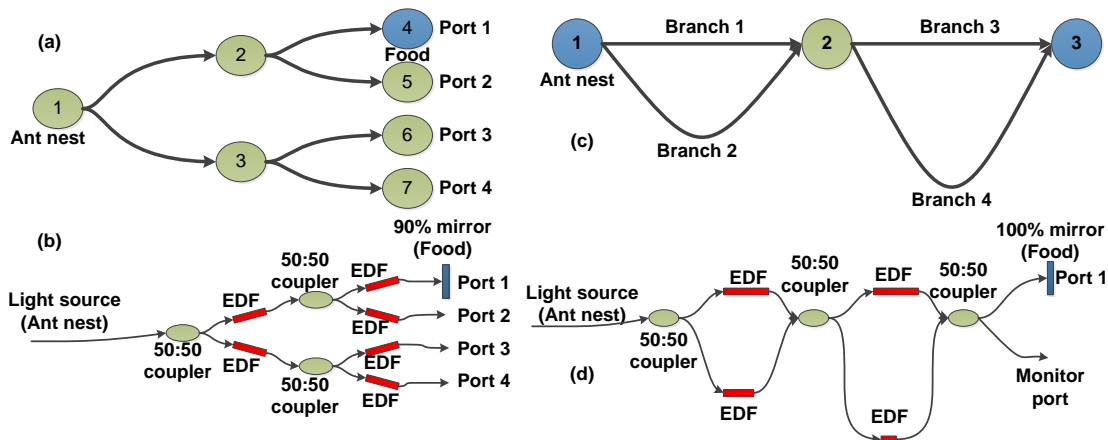 (a)
1
Ant nest
2
3
4
Food
5
6
7
Port 1
Port 2
Port 3
Port 4
(b)
Light source
(Ant nest)
50:50
coupler
EDF
EDF
50:50
coupler
50:50
coupler
EDF
EDF
EDF
EDF
90% mirror
(Food)
Port 1
Port 2
Port 3
Port 4
(c)
1
Ant nest
Branch 1
Branch 2
2
Branch 3
Branch 4
3
(d)
Light source
(Ant nest)
50:50
coupler
EDF
EDF
50:50
coupler
EDF
EDF
50:50
coupler
100% mirror
(Food)
Port 1
Monitor
port